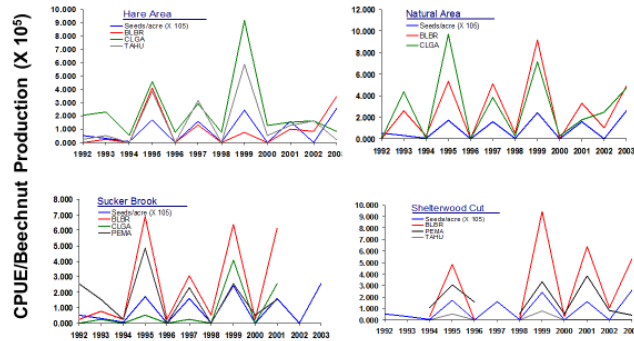 CPUE/Beechnut Production (X 10⁵)
Hare Area
Seeds/acre (X 105)
BLBR
CLGA
TAHU
10.000
9.000
8.000
7.000
6.000
5.000
4.000
3.000
2.000
1.000
0.000
1992 1993 1994 1995 1996 1997 1998 1999 2000 2001 2002 2003
Natural Area
Seeds/acre (X 105)
BLBR
CLGA
12.000
10.000
8.000
6.000
4.000
2.000
0.000
1992 1993 1994 1995 1996 1997 1998 1999 2000 2001 2002 2003
Sucker Brook
Seeds/acre (X 105)
BLBR
CLGA
PEMA
8.000
7.000
6.000
5.000
4.000
3.000
2.000
1.000
0.000
1992 1993 1994 1995 1996 1997 1998 1999 2000 2001 2002 2003
Shelterwood Cut
Seeds/acre (X 105)
BLBR
PEMA
TAHU
10.000
9.000
8.000
7.000
6.000
5.000
4.000
3.000
2.000
1.000
0.000
1992 1993 1994 1995 1996 1997 1998 1999 2000 2001 2002 2003